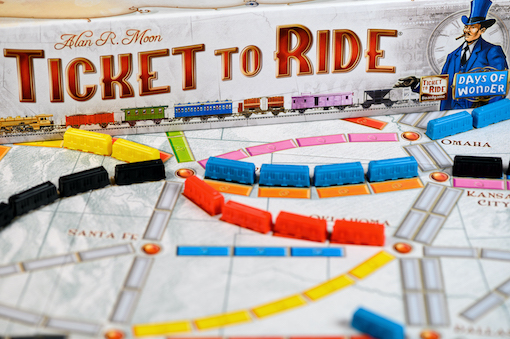 Alan R. Moon
TICKET TO RIDE
TICKET
TO RIDE
DAYS OF
WONDER
OMAHA
KANSAS
CITY
OKLAHOMA
SANTA FE